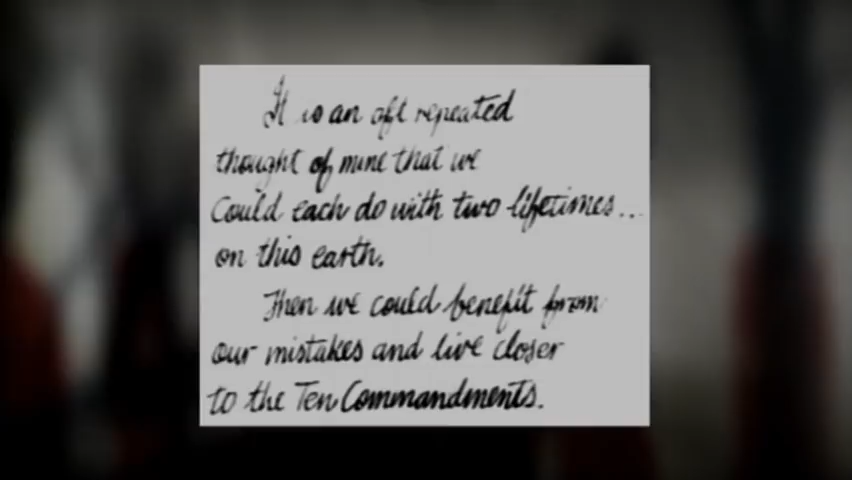 It is an oft repeated
thought of mine that we
Could each do with two lifetimes...
on this earth.
Then we could benefit from
our mistakes and live closer
to the Ten Commandments.